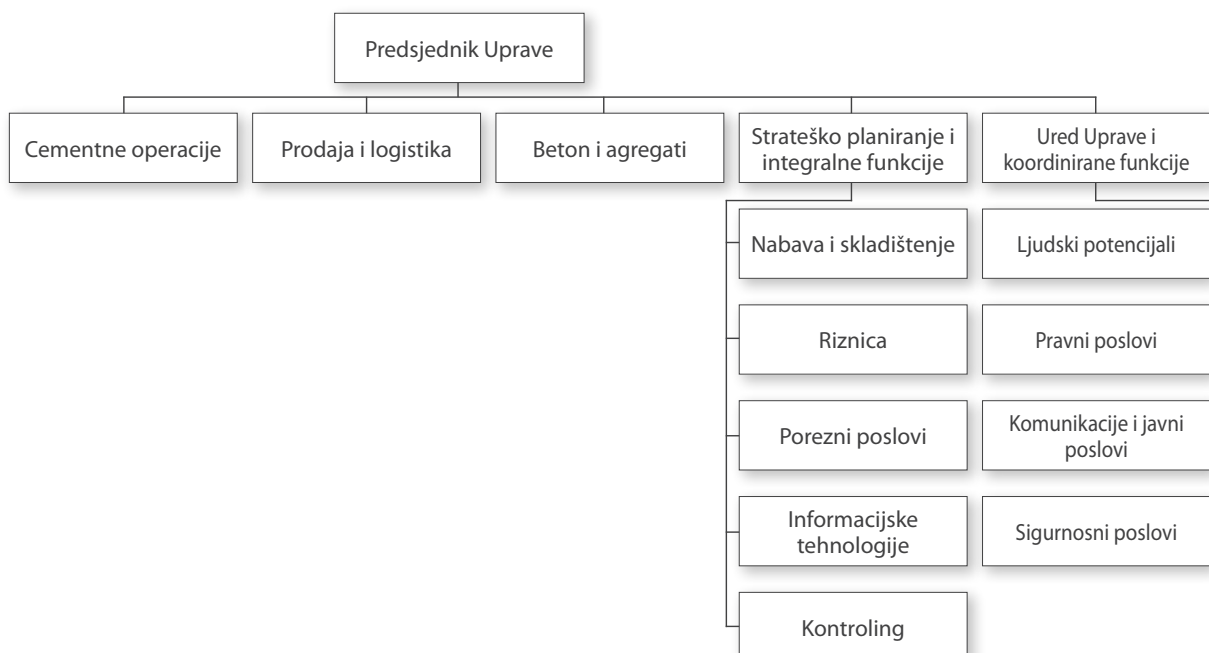 Predsjednik Uprave
Cementne operacije
Prodaja i logistika
Beton i agregati
Strateško planiranje i
integralne funkcije
Ured Uprave i
koordinirane funkcije
Nabava i skladištenje
Ljudski potencijali
Riznica
Pravni poslovi
Porezni poslovi
Komunikacije i javni
poslovi
Informacijske
tehnologije
Sigurnosni poslovi
Kontroling